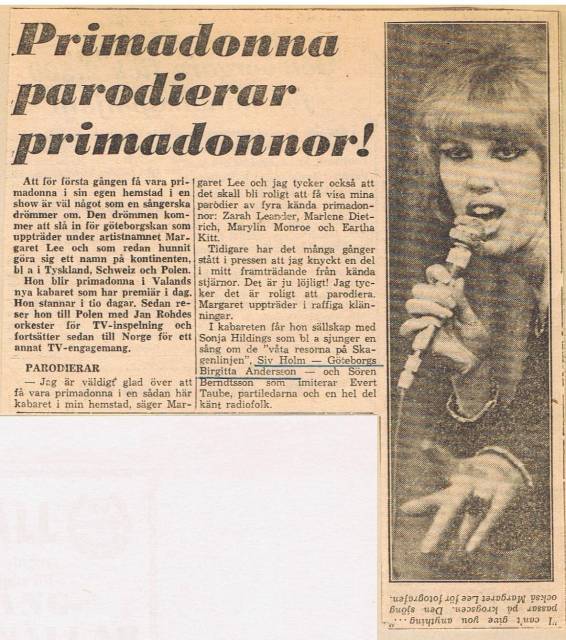 Primadonna
parodierar
primadonnor!
Att för första gången få vara pri-
madonna i sin egen hemstad i en
show är väl något som en sångerska
drömmer om. Den drömmen kom-
mer att slå in för göteborgskan som
uppträder under artistnamnet Mar-
garet Lee och som redan hunnit
göra sig ett namn på kontinenten,
bl a i Tyskland, Schweiz och Polen.
Hon blir primadonna i Valands
nya kabaret som har premiär i dag.
Hon stannar i tio dagar. Sedan re-
ser hon till Polen med Jan Rohdes
orkester för TV-inspelning och
fortsätter sedan till Norge för ett
annat TV-engagemang.
PARODIERAR
— Jag är väldigt glad över att
få vara primadonna i en sådan här
kabaret i min hemstad, säger Mar-
garet Lee och jag tycker också att
det skall bli roligt att få visa mina
parodier av fyra kända primadon-
nor: Zarah Leander, Marlene Diet-
rich, Marylin Monroe och Eartha
Kitt.
Tidigare har det många gånger
stått i pressen att jag knyckt en del
i mitt framträdande från kända
stjärnor. Det är ju löjligt! Jag tyc-
ker det är roligt att parodiera.
Margaret uppträder i raffiga klän-
ningar.
I kabareten får hon sällskap med
Sonja Hildings som bl a sjunger en
sång om de "våta resorna på Ska-
genlinjen", Siv Holm — Göteborgs
Birgitta Andersson — och Sören
Berndtsson som imiterar Evert
Taube, partiledarna och en hel del
känt radiofolk.
"I can't give you anything . . ."
passar på krogscen. Den sjöng
också Margaret Lee för fotografen.